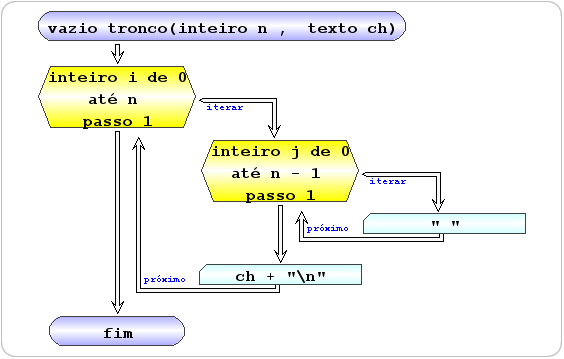 vazio tronco(inteiro n ,  texto ch)
inteiro i de 0
até n
passo 1
iterar
inteiro j de 0
até n - 1
passo 1
iterar
" "
próximo
ch + "\n"
próximo
fim